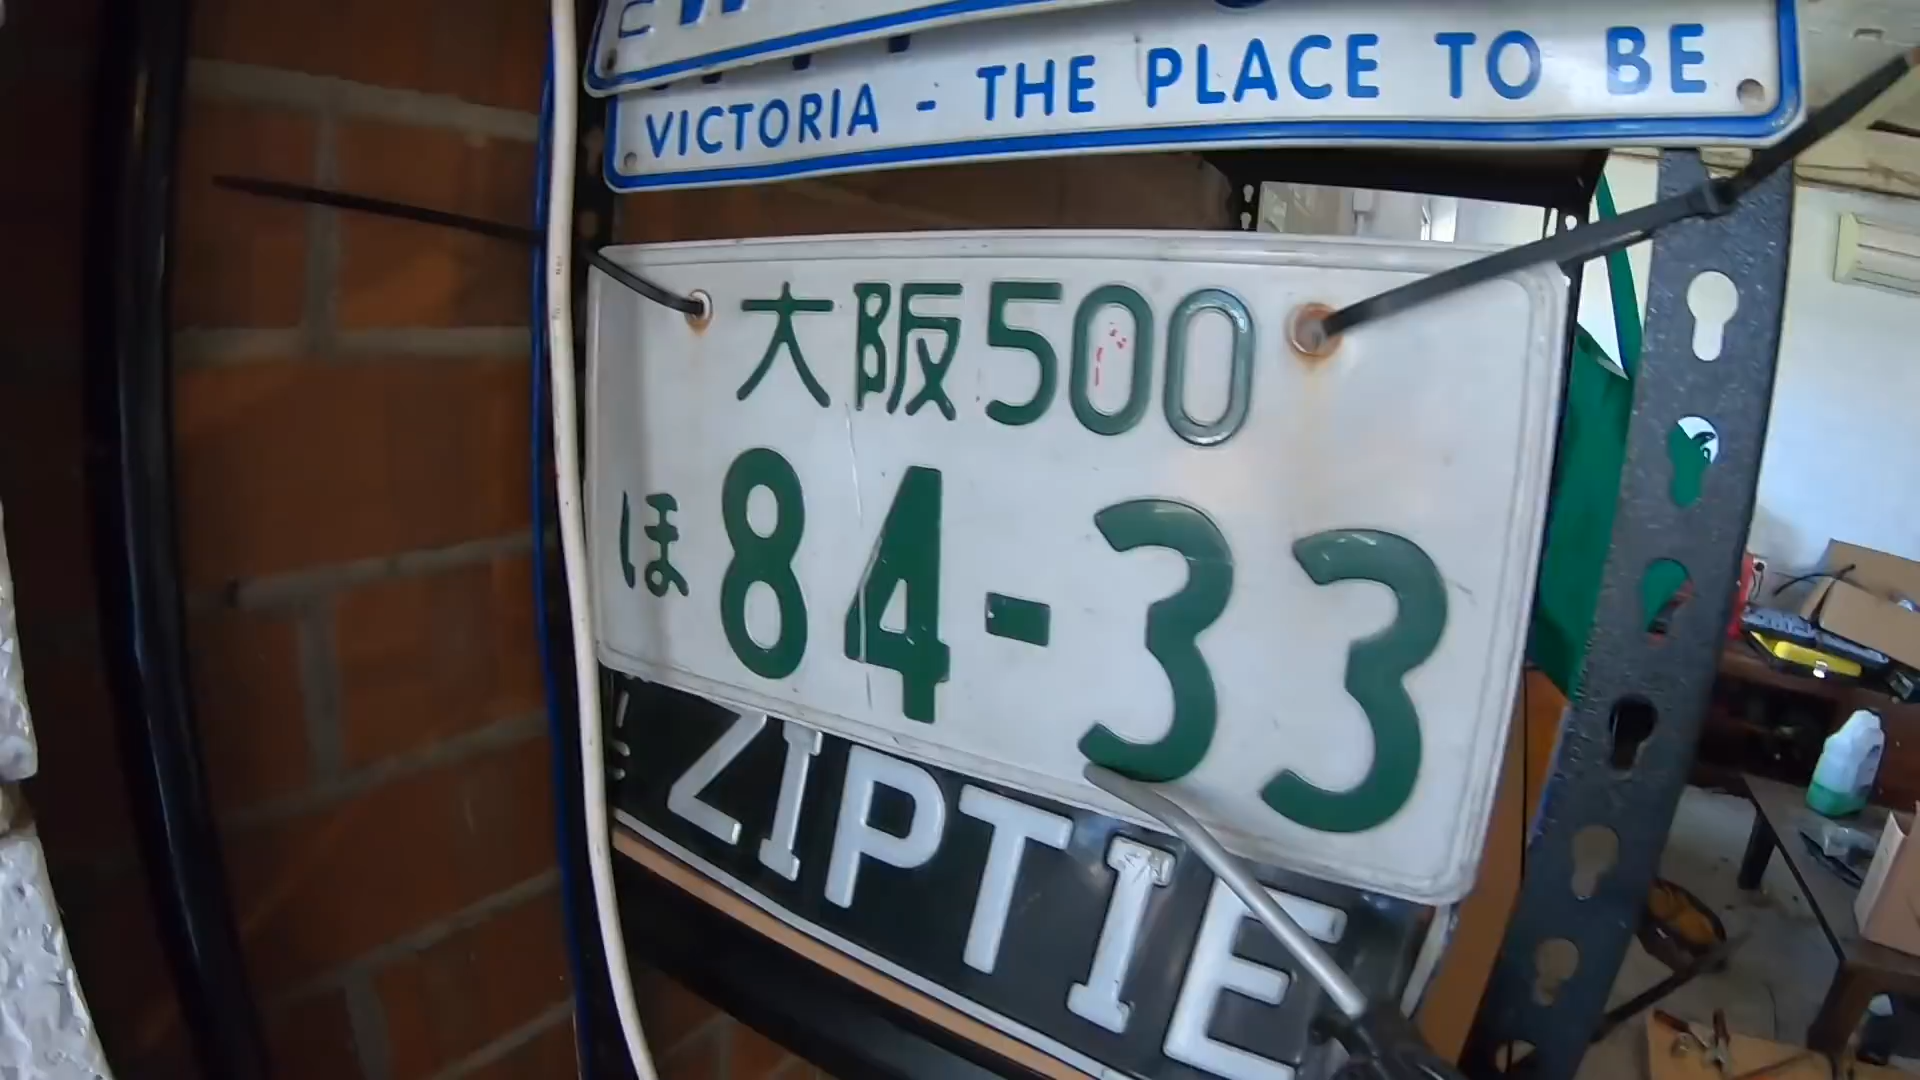 VICTORIA - THE PLACE TO BE
大阪500
ほ 84-33
ZIPTIE